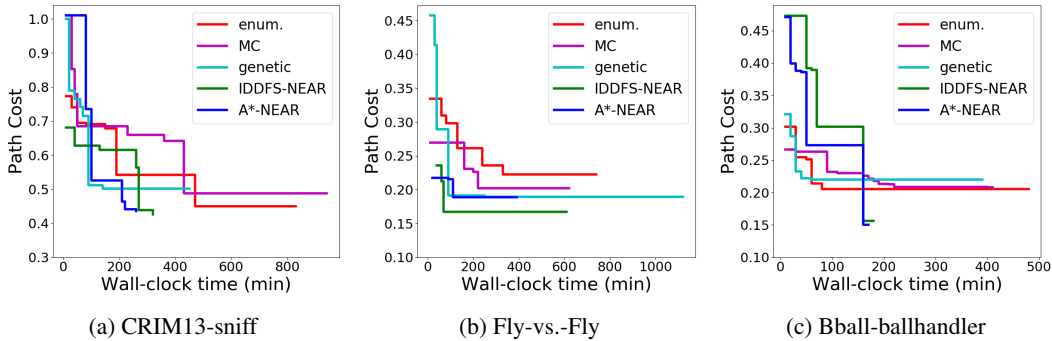 1.0
0.9
0.8
0.7
0.6
0.5
0.4
0.3
Path Cost
0 200 400 600 800
Wall-clock time (min)
enum.
MC
genetic
IDDFS-NEAR
A*-NEAR
(a) CRIM13-sniff
0.45
0.40
0.35
0.30
0.25
0.20
0.15
0.10
Path Cost
0 200 400 600 800 1000
Wall-clock time (min)
enum.
MC
genetic
IDDFS-NEAR
A*-NEAR
(b) Fly-vs.-Fly
0.45
0.40
0.35
0.30
0.25
0.20
0.15
0.10
Path Cost
0 100 200 300 400 500
Wall-clock time (min)
enum.
MC
genetic
IDDFS-NEAR
A*-NEAR
(c) Bball-ballhandler